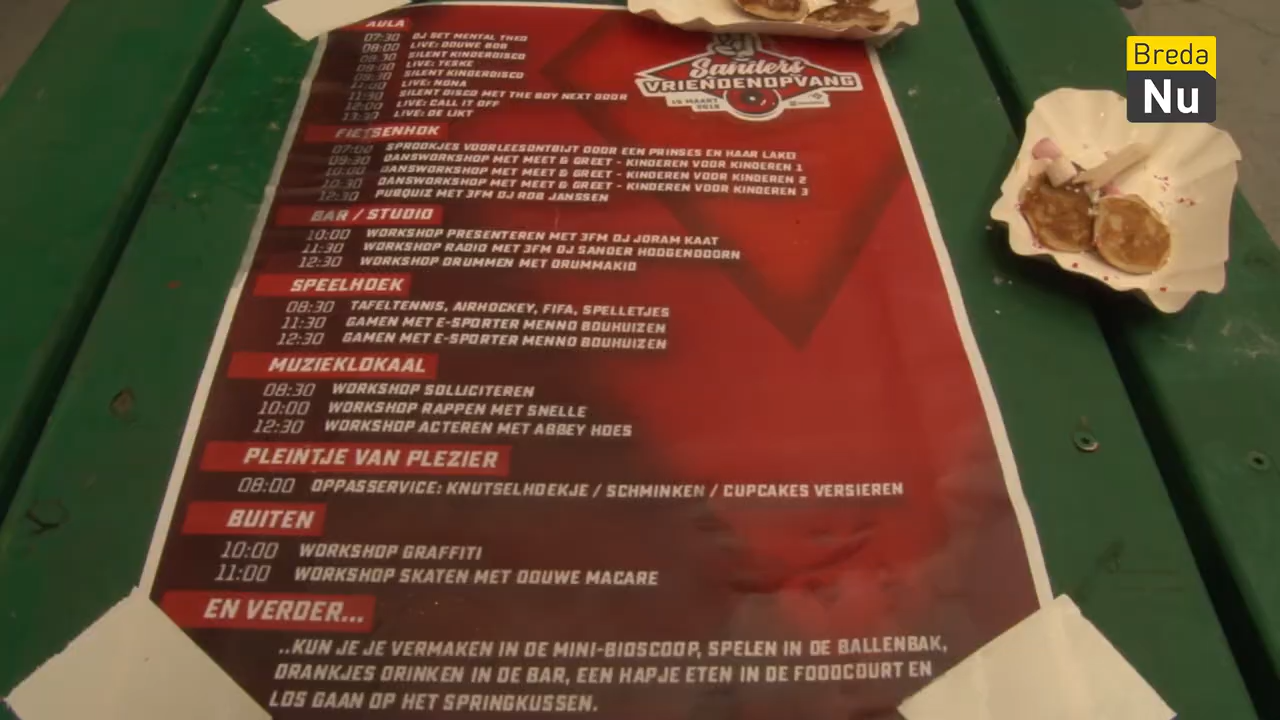 Breda
Nu
Sanders
VRIENDENOPVANG
15 MAART
2019
AULA
07:30 DJ SET MENTAL THEO
08:00 LIVE: DOUWE BOB
08:30 SILENT KINDERDISCO
09:00 LIVE: TESKE
09:30 SILENT KINDERDISCO
11:00 LIVE: NONA
11:30 SILENT DISCO MET THE BOY NEXT DOOR
12:00 LIVE: CALL IT OFF
13:30 LIVE: DE LIKT
FIETSENHOK
07:00 SPROOKJES VOORLEESONTBIJT DOOR EEN PRINSES EN HAAR LAKEI
09:30 DANSWORKSHOP MET MEET & GREET - KINDEREN VOOR KINDEREN 1
10:00 DANSWORKSHOP MET MEET & GREET - KINDEREN VOOR KINDEREN 2
10:30 DANSWORKSHOP MET MEET & GREET - KINDEREN VOOR KINDEREN 3
12:30 PUBQUIZ MET 3FM DJ ROB JANSSEN
BAR / STUDIO
10:00 WORKSHOP PRESENTEREN MET 3FM DJ JORAM KAAT
11:30 WORKSHOP RADIO MET 3FM DJ SANDER HOOGENDOORN
12:30 WORKSHOP DRUMMEN MET DRUMMAKID
SPEELHOEK
08:30 TAFELTENNIS, AIRHOCKEY, FIFA, SPELLETJES
11:30 GAMEN MET E-SPORTER MENNO BOUHUIZEN
12:30 GAMEN MET E-SPORTER MENNO BOUHUIZEN
MUZIEKLOKAAL
08:30 WORKSHOP SOLLICITEREN
10:00 WORKSHOP RAPPEN MET SNELLE
12:30 WORKSHOP ACTEREN MET ABBEY HOES
PLEINTJE VAN PLEZIER
08:00 OPPASSERVICE: KNUTSELHOEKJE / SCHMINKEN / CUPCAKES VERSIEREN
BUITEN
10:00 WORKSHOP GRAFFITI
11:00 WORKSHOP SKATEN MET DOUWE MACARE
EN VERDER...
..KUN JE JE VERMAKEN IN DE MINI-BIOSCOOP, SPELEN IN DE BALLENBAK,
DRANKJES DRINKEN IN DE BAR, EEN HAPJE ETEN IN DE FOODCOURT EN
LOS GAAN OP HET SPRINGKUSSEN.